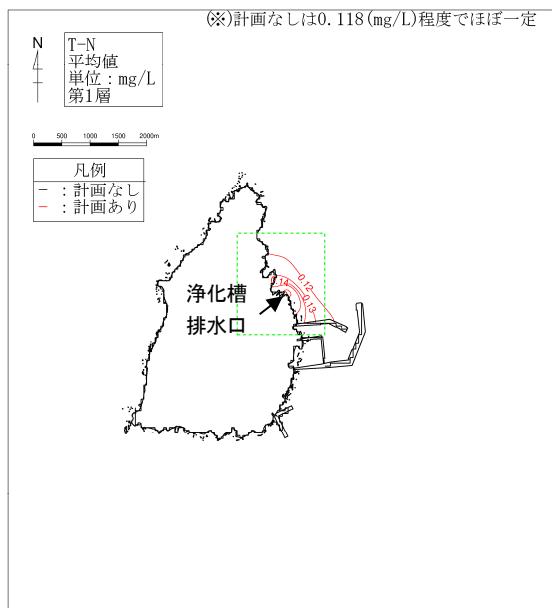 (※)計画なしは0.118(mg/L)程度でほぼ一定
N
T-N
平均値
単位：mg/L
第1層
0 500 1000 1500 2000m
凡例
－ ：計画なし
－ ：計画あり
0.12
0.14
0.13
浄化槽
排水口